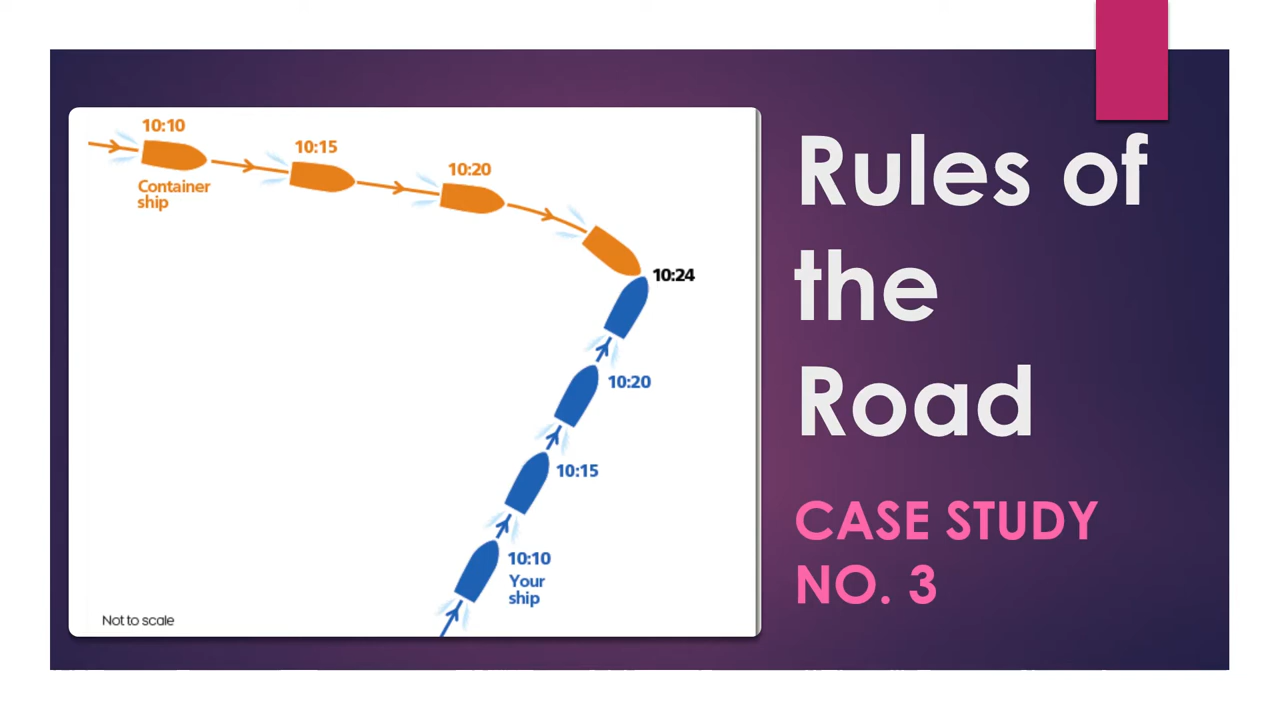 10:10
10:15
10:20
Container
ship
10:24
10:20
10:15
10:10
Your
ship
Not to scale
Rules of
the
Road
CASE STUDY
NO. 3